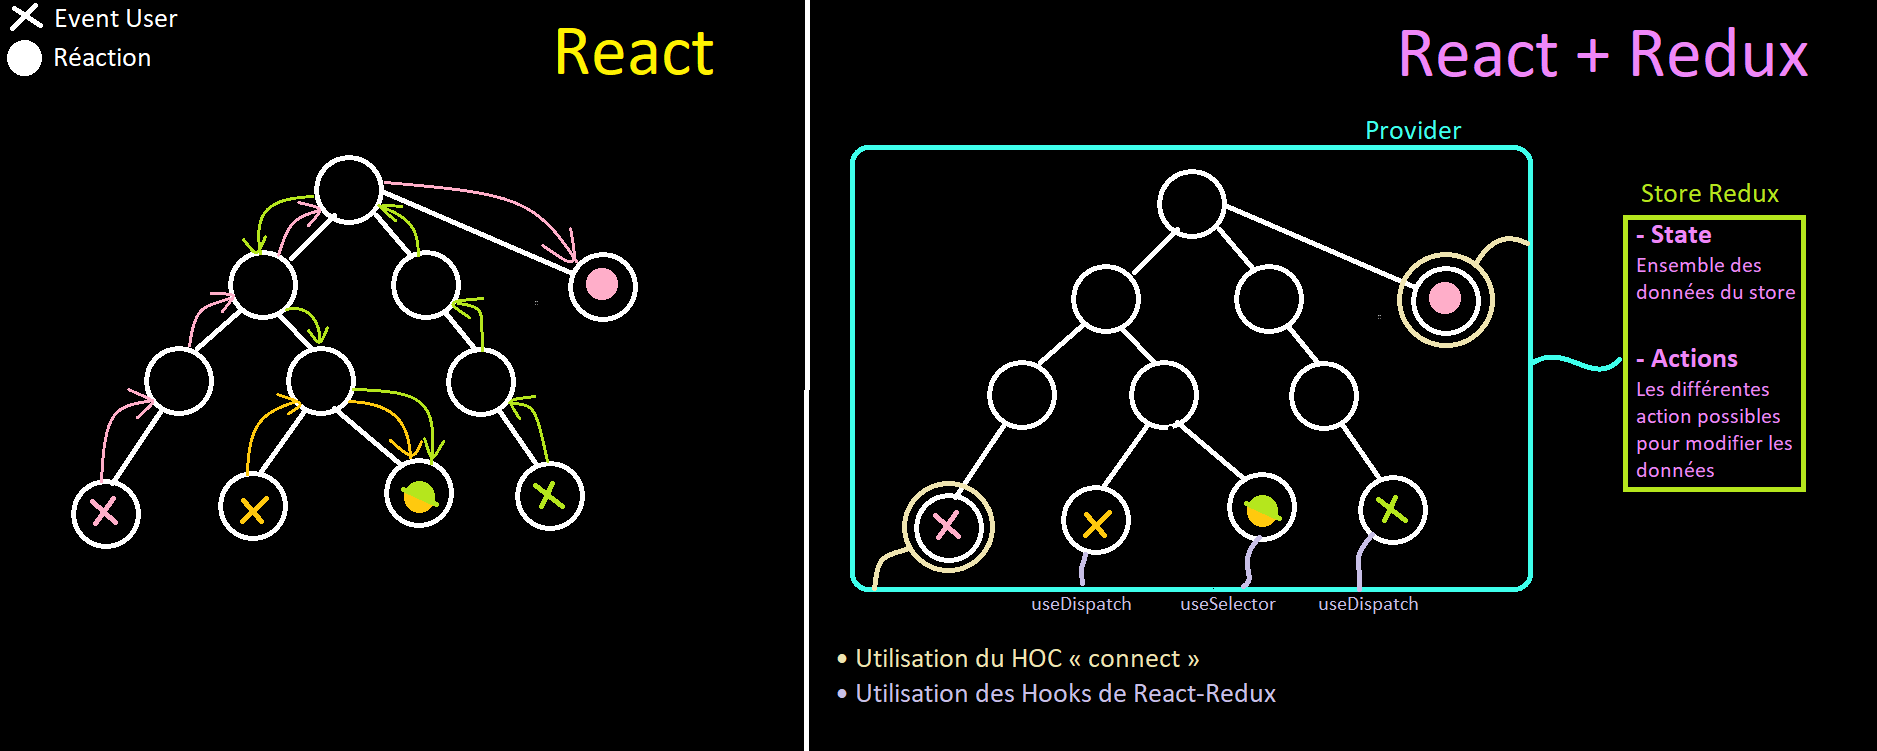 Event User
Réaction
React
React + Redux
Provider
Store Redux
- State
Ensemble des
données du store
- Actions
Les différentes
action possibles
pour modifier les
données
useDispatch
useSelector
useDispatch
• Utilisation du HOC « connect »
• Utilisation des Hooks de React-Redux